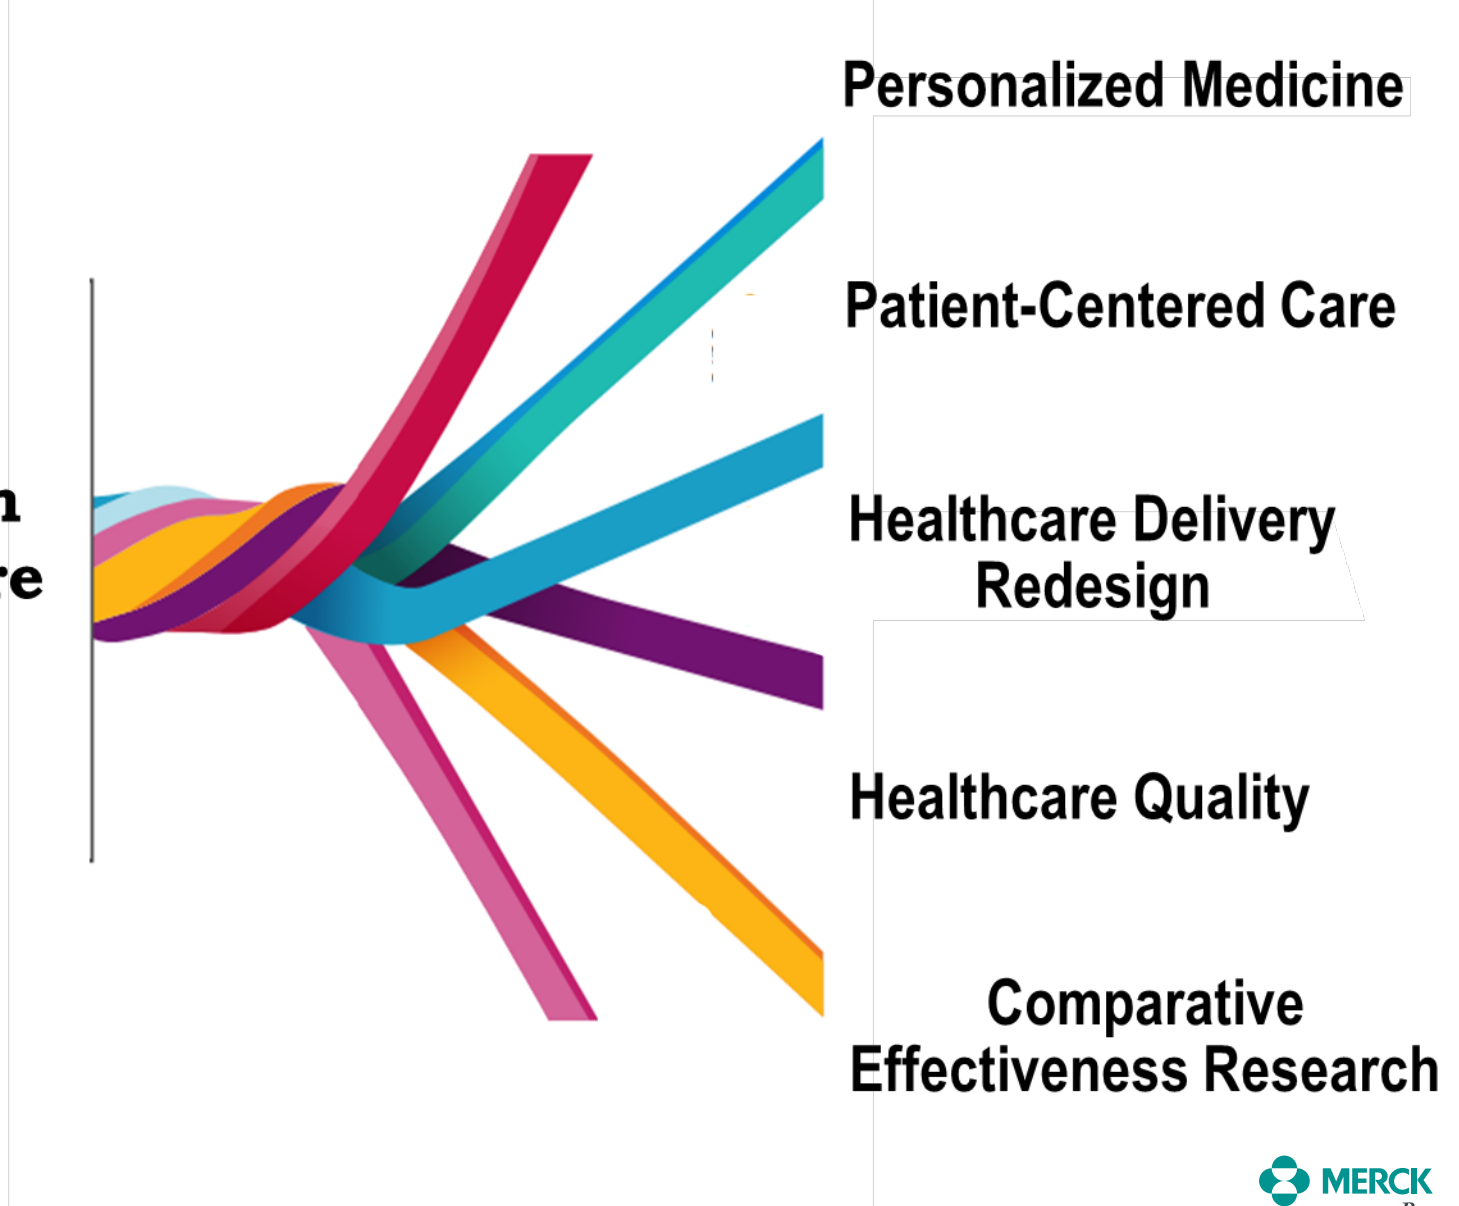 Personalized Medicine
Patient-Centered Care
Healthcare Delivery
Redesign
Healthcare Quality
Comparative
Effectiveness Research
MERCK